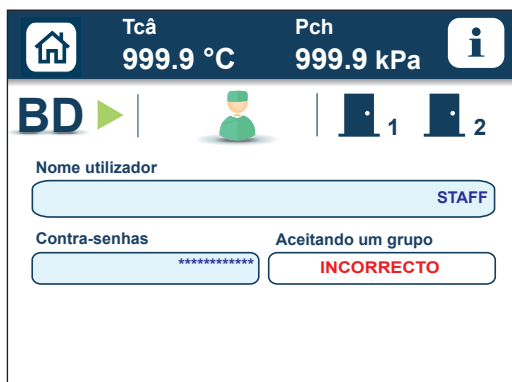 Tcâ Pch
999.9 °C 999.9 kPa i
BD 1 2
Nome utilizador
STAFF
Contra-senhas Aceitando um grupo
************ INCORRECTO